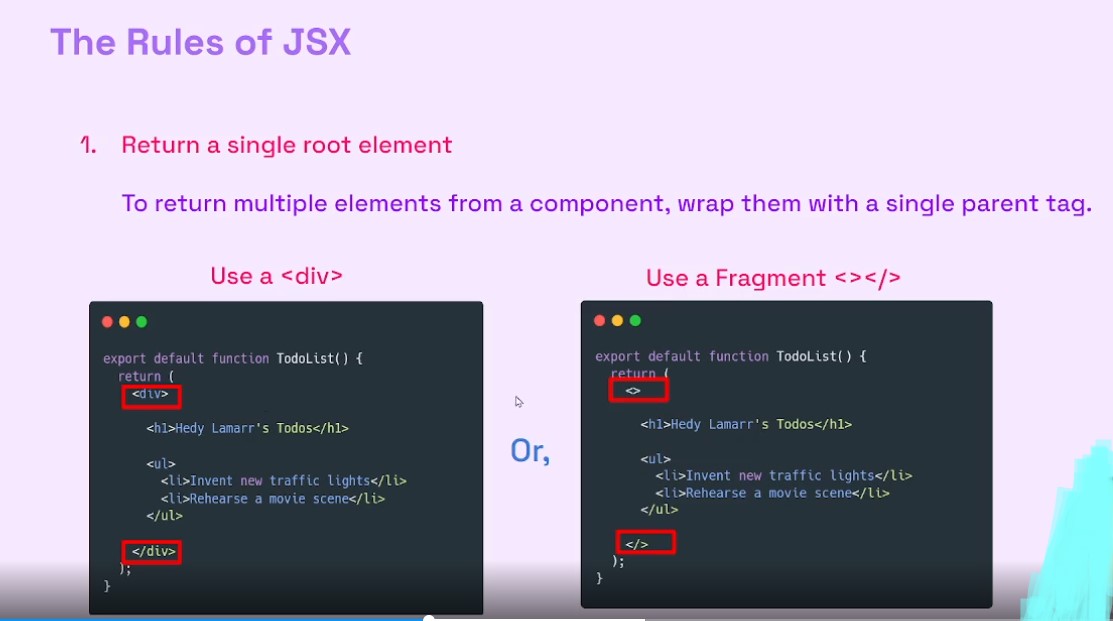 The Rules of JSX
1. Return a single root element
To return multiple elements from a component, wrap them with a single parent tag.
Use a <div>
export default function TodoList() {
return (
<div>
<h1>Hedy Lamarr's Todos</h1>
<ul>
<li>Invent new traffic lights</li>
<li>Rehearse a movie scene</li>
</ul>
</div>
);
}
Or,
Use a Fragment <></>
export default function TodoList() {
return (
<>
<h1>Hedy Lamarr's Todos</h1>
<ul>
<li>Invent new traffic lights</li>
<li>Rehearse a movie scene</li>
</ul>
</>
);
}